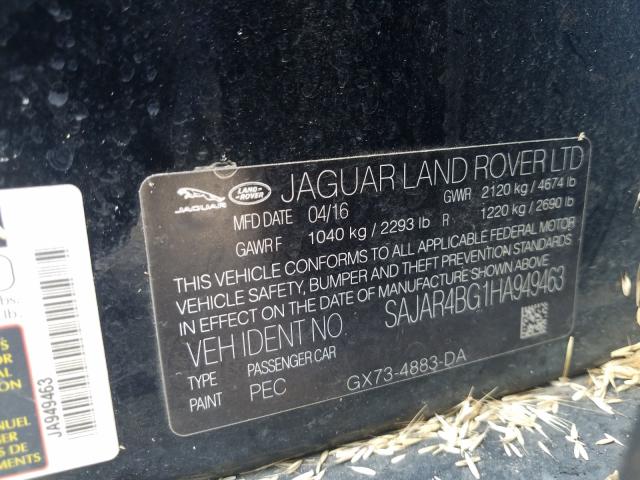 JAGUAR
LAND ROVER
JAGUAR LAND ROVER LTD
MFD DATE 04/16 GWR 2120 kg / 4674 lb
GAWR F 1040 kg / 2293 lb R 1220 kg / 2690 lb
THIS VEHICLE CONFORMS TO ALL APPLICABLE FEDERAL MOTOR
VEHICLE SAFETY, BUMPER AND THEFT PREVENTION STANDARDS
IN EFFECT ON THE DATE OF MANUFACTURE SHOWN ABOVE.
VEH IDENT NO. SAJAR4BG1HA949463
TYPE PASSENGER CAR
PAINT PEC GX73-4883-DA
JA949463